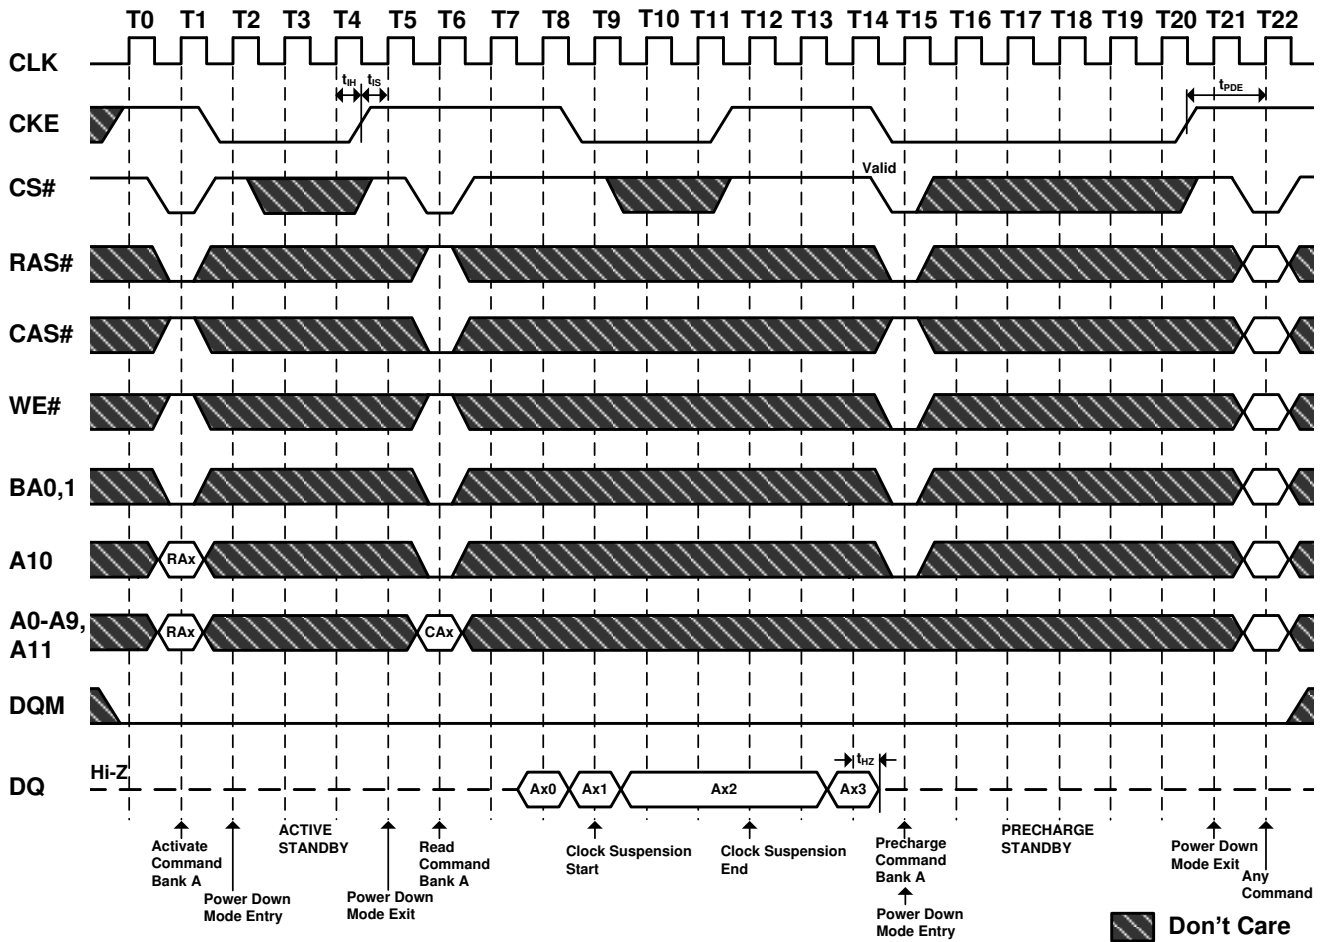 T0 T1 T2 T3 T4 T5 T6 T7 T8 T9 T10 T11 T12 T13 T14 T15 T16 T17 T18 T19 T20 T21 T22
CLK
tIH tIS
tPDE
CKE
Valid
CS#
RAS#
CAS#
WE#
BA0,1
A10
RAx
A0-A9,
A11
RAx
CAx
DQM
Hi-Z
tHZ
DQ
Ax0
Ax1
Ax2
Ax3
Activate
Command
Bank A
Power Down
Mode Entry
ACTIVE
STANDBY
Power Down
Mode Exit
Read
Command
Bank A
Clock Suspension
Start
Clock Suspension
End
Precharge
Command
Bank A
Power Down
Mode Entry
PRECHARGE
STANDBY
Power Down
Mode Exit
Any
Command
Don't Care